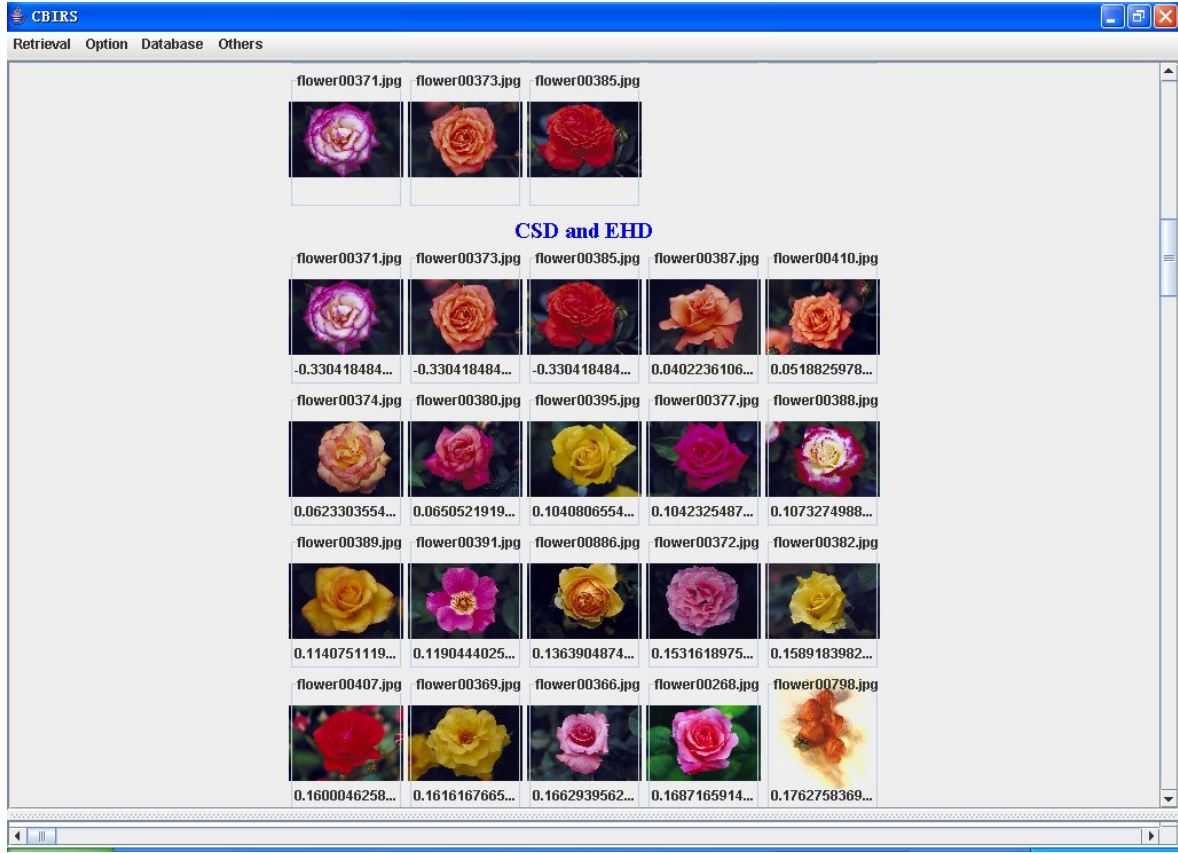 CBIRS
Retrieval Option Database Others
flower00371.jpg flower00373.jpg flower00385.jpg
CSD and EHD
flower00371.jpg flower00373.jpg flower00385.jpg flower00387.jpg flower00410.jpg
-0.330418484... -0.330418484... -0.330418484... 0.0402236106... 0.0518825978...
flower00374.jpg flower00380.jpg flower00395.jpg flower00377.jpg flower00388.jpg
0.0623303554... 0.0650521919... 0.1040806554... 0.1042325487... 0.1073274988...
flower00389.jpg flower00391.jpg flower00886.jpg flower00372.jpg flower00382.jpg
0.1140751119... 0.1190444025... 0.1363904874... 0.1531618975... 0.1589183982...
flower00407.jpg flower00369.jpg flower00366.jpg flower00268.jpg flower00798.jpg
0.1600046258... 0.1616167665... 0.1662939562... 0.1687165914... 0.1762758369...